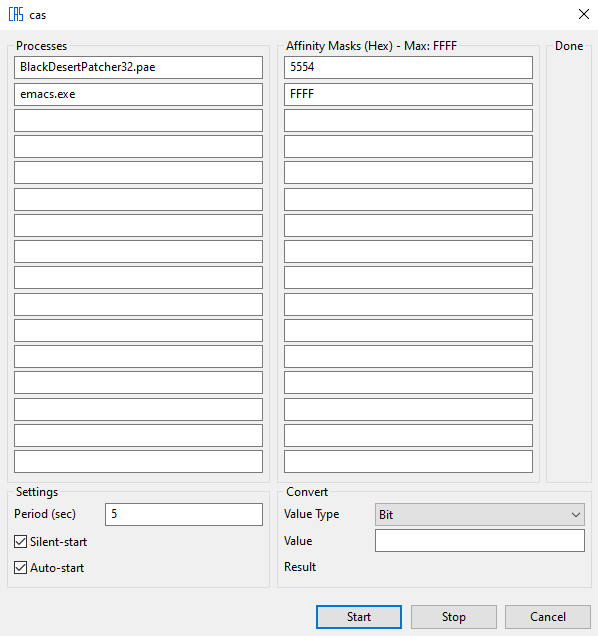 CAS cas
Processes
Affinity Masks (Hex) - Max: FFFF
Done
BlackDesertPatcher32.pae
5554
emacs.exe
FFFF
Settings
Convert
Period (sec)
5
Value Type
Bit
Silent-start
Value
Auto-start
Result
Start
Stop
Cancel